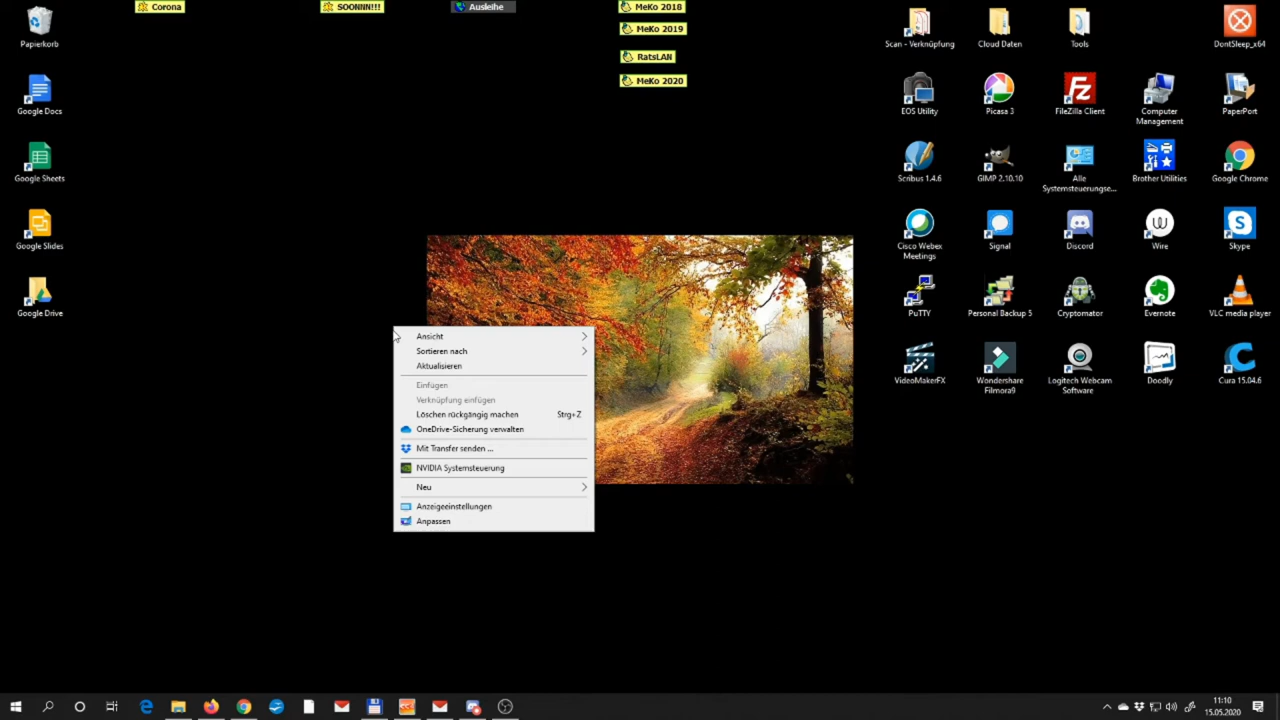 Corona
SOONNN!!!
Ausleihe
MeKo 2018
MeKo 2019
RatsLAN
MeKo 2020
Papierkorb
Google Docs
Google Sheets
Google Slides
Google Drive
Scan - Verknüpfung
Cloud Daten
Tools
DontSleep_x64
EOS Utility
Picasa 3
FileZilla Client
Computer
Management
PaperPort
Scribus 1.4.6
GIMP 2.10.10
Alle
Systemsteuerungse...
Brother Utilities
Google Chrome
Cisco Webex
Meetings
Signal
Discord
Wire
Skype
PuTTY
Personal Backup 5
Cryptomator
Evernote
VLC media player
VideoMakerFX
Wondershare
Filmora9
Logitech Webcam
Software
Doodly
Cura 15.04.6
Ansicht
Sortieren nach
Aktualisieren
Einfügen
Verknüpfung einfügen
Löschen rückgängig machen Strg+Z
OneDrive-Sicherung verwalten
Mit Transfer senden ...
NVIDIA Systemsteuerung
Neu
Anzeigeeinstellungen
Anpassen
11:10
15.05.2020